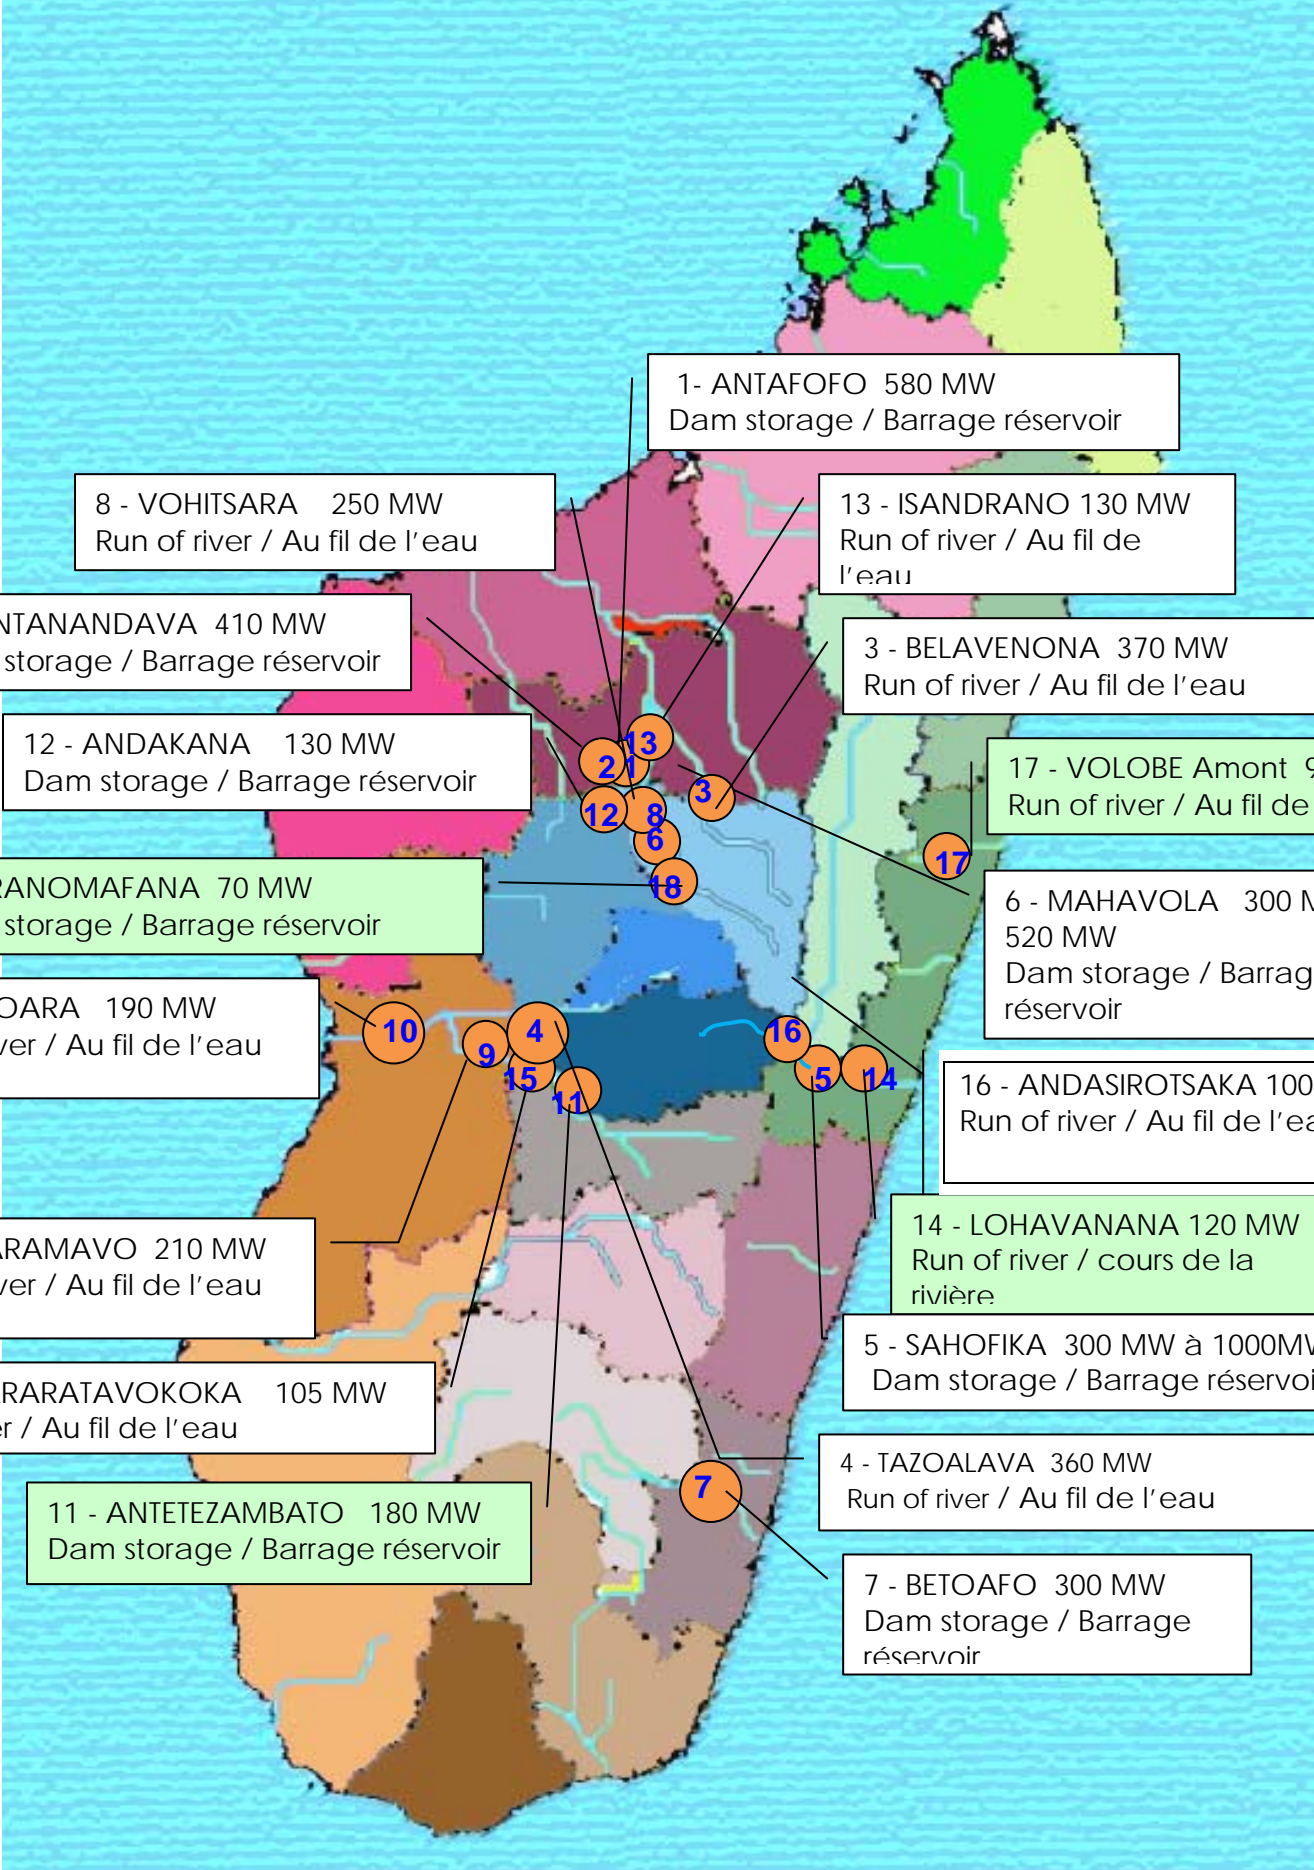 1- ANTAFOFO 580 MW
Dam storage / Barrage réservoir
8 - VOHITSARA 250 MW
Run of river / Au fil de l’eau
13 - ISANDRANO 130 MW
Run of river / Au fil de
l’eau
NTANANDAVA 410 MW
storage / Barrage réservoir
3 - BELAVENONA 370 MW
Run of river / Au fil de l’eau
12 - ANDAKANA 130 MW
Dam storage / Barrage réservoir
17 - VOLOBE Amont 9
Run of river / Au fil de
RANOMAFANA 70 MW
storage / Barrage réservoir
6 - MAHAVOLA 300 M
520 MW
Dam storage / Barrag
réservoir
OARA 190 MW
ver / Au fil de l’eau
16 - ANDASIROTSAKA 100
Run of river / Au fil de l’ea
ARAMAVO 210 MW
ver / Au fil de l’eau
14 - LOHAVANANA 120 MW
Run of river / cours de la
rivière
5 - SAHOFIKA 300 MW à 1000MW
Dam storage / Barrage réservoi
RARATAVOKOKA 105 MW
er / Au fil de l’eau
4 - TAZOALAVA 360 MW
Run of river / Au fil de l’eau
11 - ANTETEZAMBATO 180 MW
Dam storage / Barrage réservoir
7 - BETOAFO 300 MW
Dam storage / Barrage
réservoir
13
2
1
3
12
8
6
17
18
10
9
4
16
15
11
5
14
7